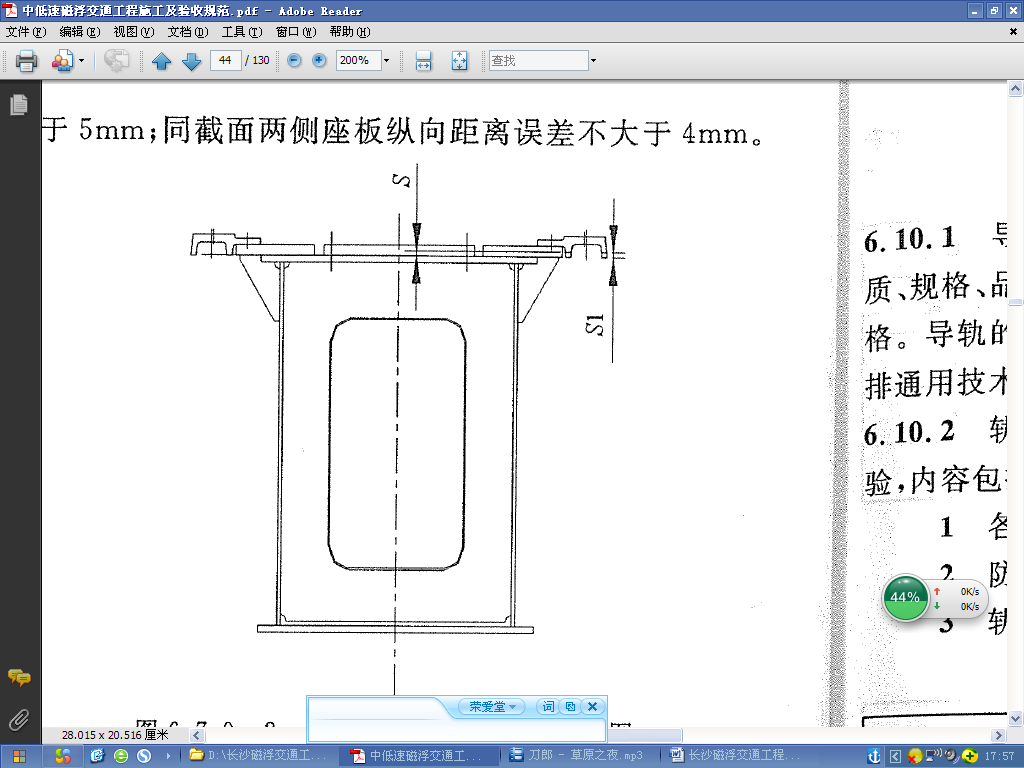 中低速磁浮交通工程施工及验收规范.pdf - Adobe Reader
文件(F) 编辑(E) 视图(V) 文档(D) 工具(T) 窗口(W) 帮助(H)
44 / 130 200% 查找
于 5mm;同截面两侧座板纵向距离误差不大于 4mm。
S
S1
6.10.1
质、规格、品
格。导轨的
排通用技术
6.10.2 轨
验,内容包
1 各
2 防
3 轨
44% 0K/s
0K/s
荣爱堂 词
28.015 x 20.516 厘米
D:\长沙磁浮交通工... 中低速磁浮交通工... 刀郎 - 草原之夜.mp3 长沙磁浮交通工程... 17:57